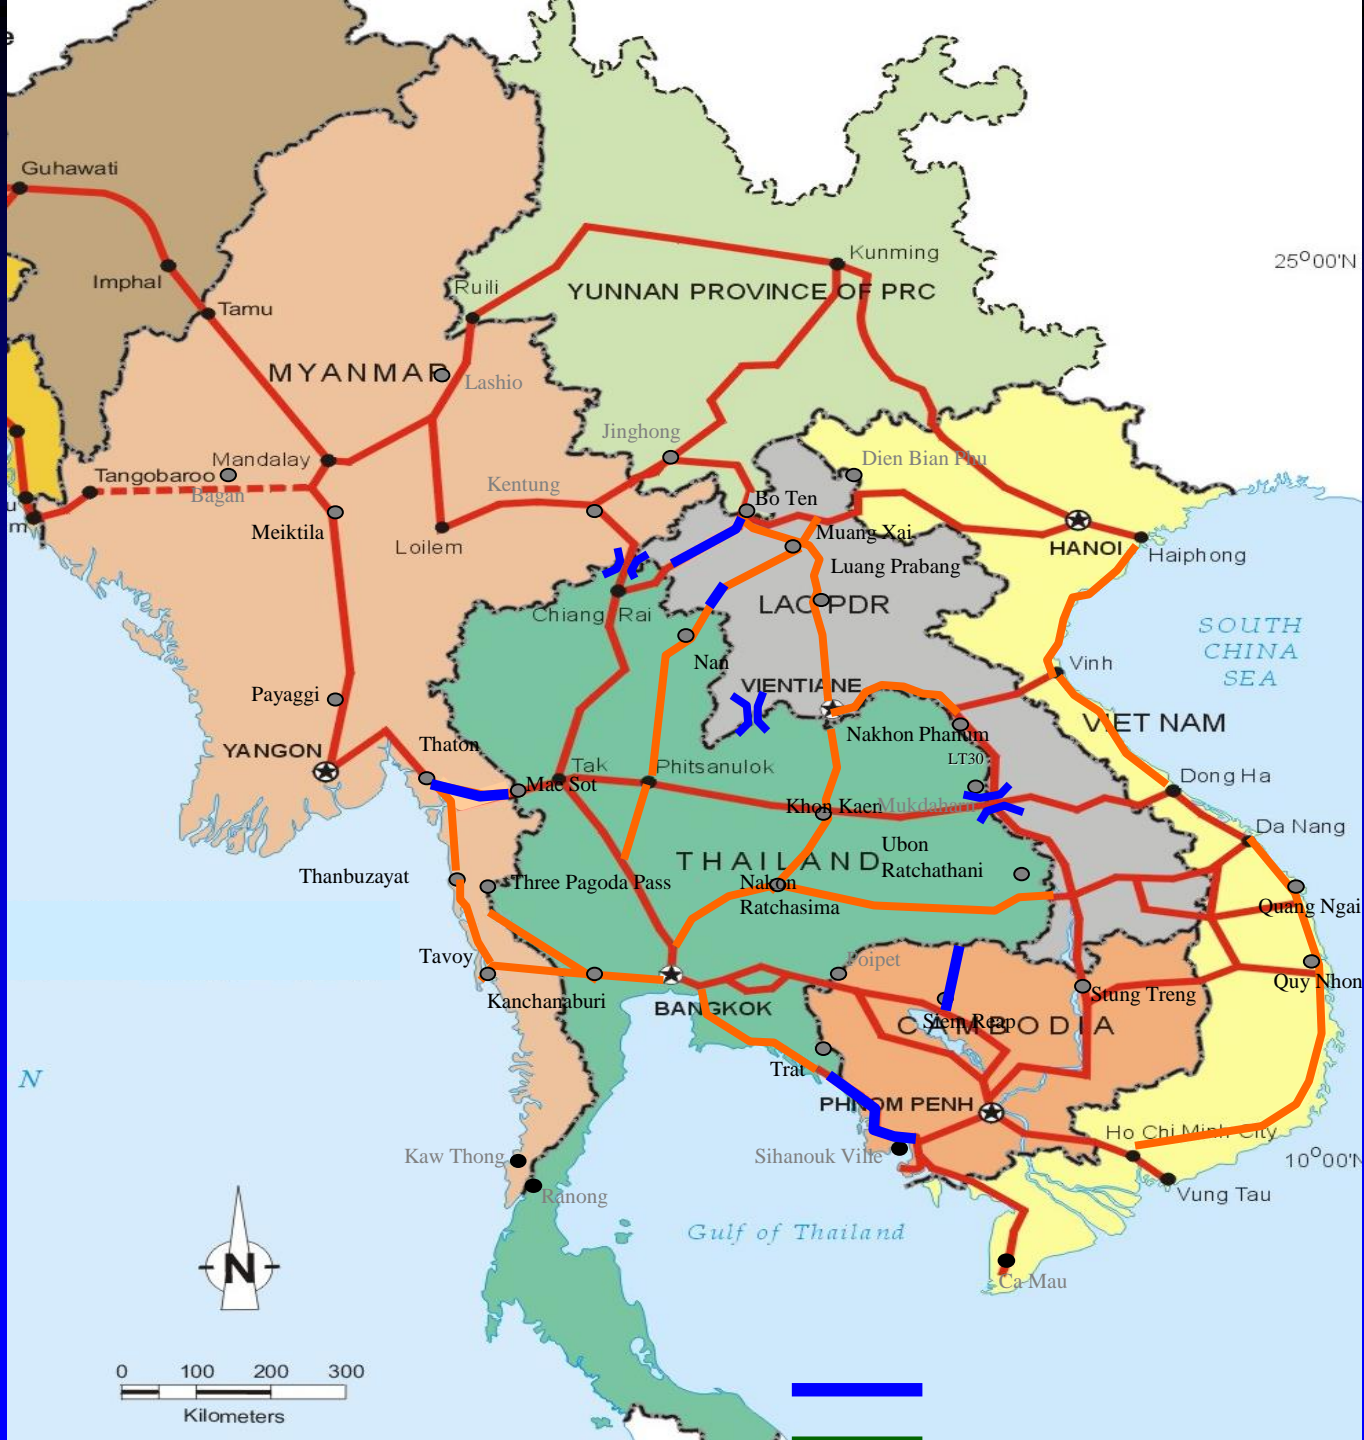 e
Guhawati
Kunming
25°00'N
Imphal
Ruili
YUNNAN PROVINCE OF PRC
Tamu
MYANMAR
Lashio
Jinghong
Mandalay
Dien Bian Phu
Tangobaroo
Bagan
Kentung
Bo Ten
u
m
Meiktila
Muang Xai
Loilem
HANOI
Haiphong
Luang Prabang
Chiang Rai
LAO PDR
SOUTH
CHINA
SEA
Nan
Vinh
Payaggi
VIENTIANE
VIET NAM
Thaton
Nakhon Phanum
YANGON
LT30
Tak
Phitsanulok
Mae Sot
Dong Ha
Khon Kaen
Mukdaharn
Da Nang
Ubon
Ratchathani
THAILAND
Thanbuzayat
Three Pagoda Pass
Nakon
Ratchasima
Quang Ngai
Tavoy
Poipet
Quy Nhon
Kanchanaburi
Stung Treng
BANGKOK
Siem Reap
CAMBODIA
Trat
N
PHNOM PENH
Ho Chi Minh City
Kaw Thong
Sihanouk Ville
10°00'N
Ranong
Vung Tau
Gulf of Thailand
N
Ca Mau
0 100 200 300
Kilometers